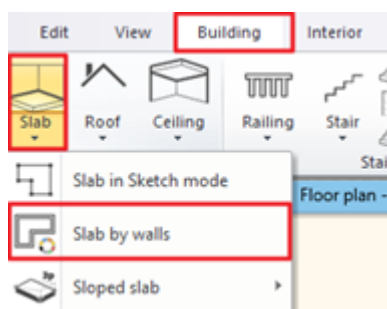 Edit View Building Interior
Slab Roof Ceiling Railing Stair
Stai
Slab in Sketch mode
Floor plan -
Slab by walls
Sloped slab